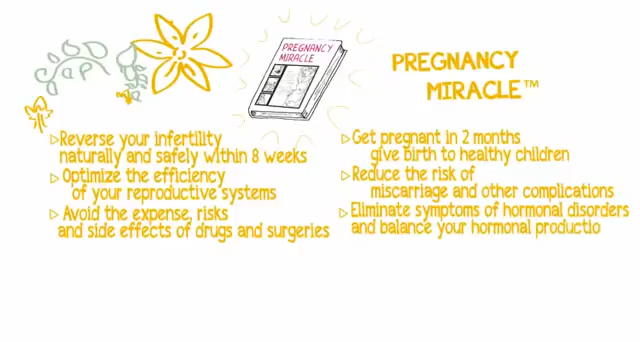 PREGNANCY
MIRACLE
PREGNANCY
MIRACLE™
▷Reverse your infertility
naturally and safely within 8 weeks
▷Optimize the efficiency
of your reproductive systems
▷Avoid the expense, risks
and side effects of drugs and surgeries
▷Get pregnant in 2 months
give birth to healthy children
▷Reduce the risk of
miscarriage and other complications
▷Eliminate symptoms of hormonal disorders
and balance your hormonal productio